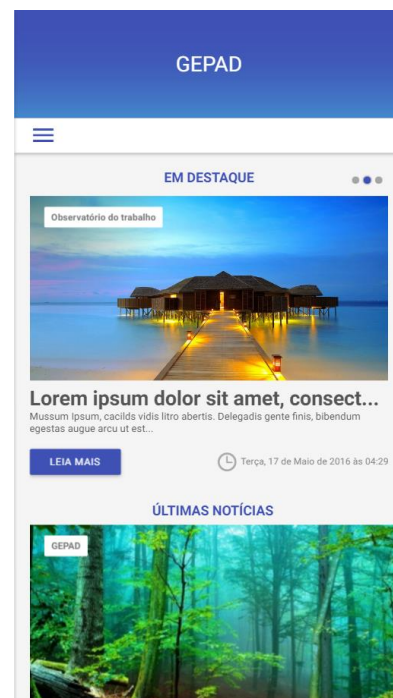 GEPAD
EM DESTAQUE
Observatório do trabalho
Lorem ipsum dolor sit amet, consect...
Mussum Ipsum, cacilds vidis litro abertis. Delegadis gente finis, bibendum
egestas augue arcu ut est...
LEIA MAIS
Terça, 17 de Maio de 2016 às 04:29
ÚLTIMAS NOTÍCIAS
GEPAD